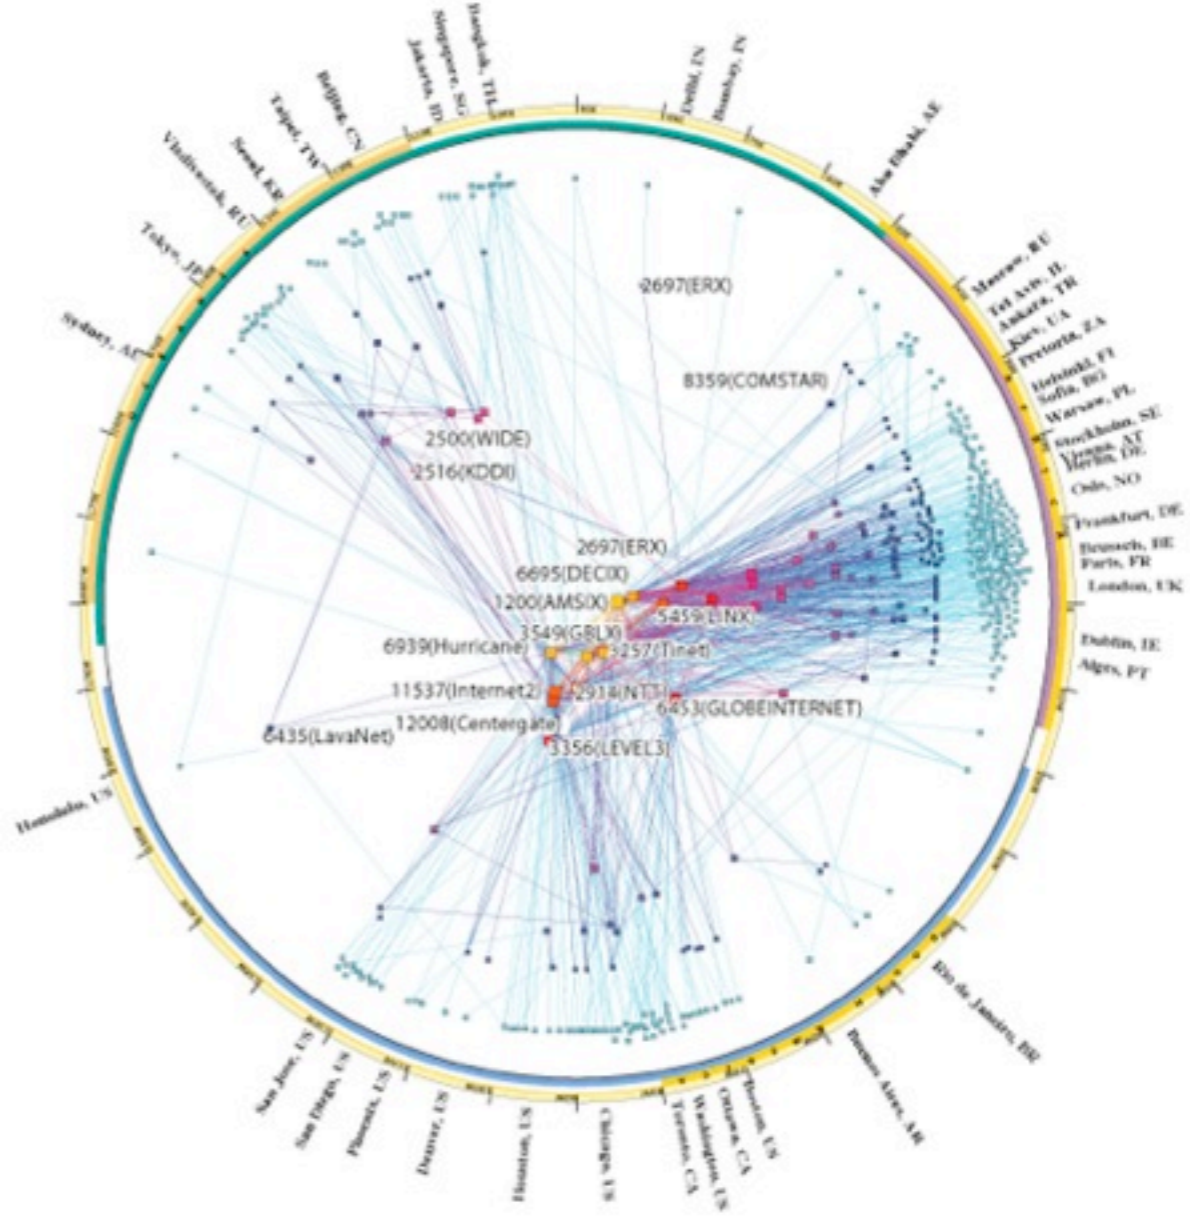 Bangkok, TH
Singapore, SG
Jakarta, ID
Beijing, CN
Taipei, TW
Seoul, KR
Vladivostok, RU
Tokyo, JP
Sydney, AU
Honolulu, US
Delhi, IN
Bombay, IN
Abu Dhabi, AE
Moscow, RU
Tel Aviv, IL
Ankara, TR
Kiev, UA
Pretoria, ZA
Helsinki, FI
Sofia, BG
Warsaw, PL
Stockholm, SE
Vienna, AT
Berlin, DE
Oslo, NO
Frankfurt, DE
Brussels, BE
Paris, FR
London, UK
Dublin, IE
Alges, PT
2697(ERX)
8359(COMSTAR)
2500(WIDE)
2516(KDDI)
2697(ERX)
6695(DECIX)
1200(AMSIX)
5459(LINX)
3549(GBLX)
6939(Hurricane)
3257(Tinet)
11537(Internet2)
2914(NTT)
6453(GLOBEINTERNET)
12008(Centergate)
6435(LavaNet)
3356(LEVEL3)
San Jose, US
San Diego, US
Phoenix, US
Denver, US
Houston, US
Chicago, US
Toronto, CA
Washington, US
Ottawa, CA
Boston, US
Buenos Aires, AR
Rio de Janeiro, BR